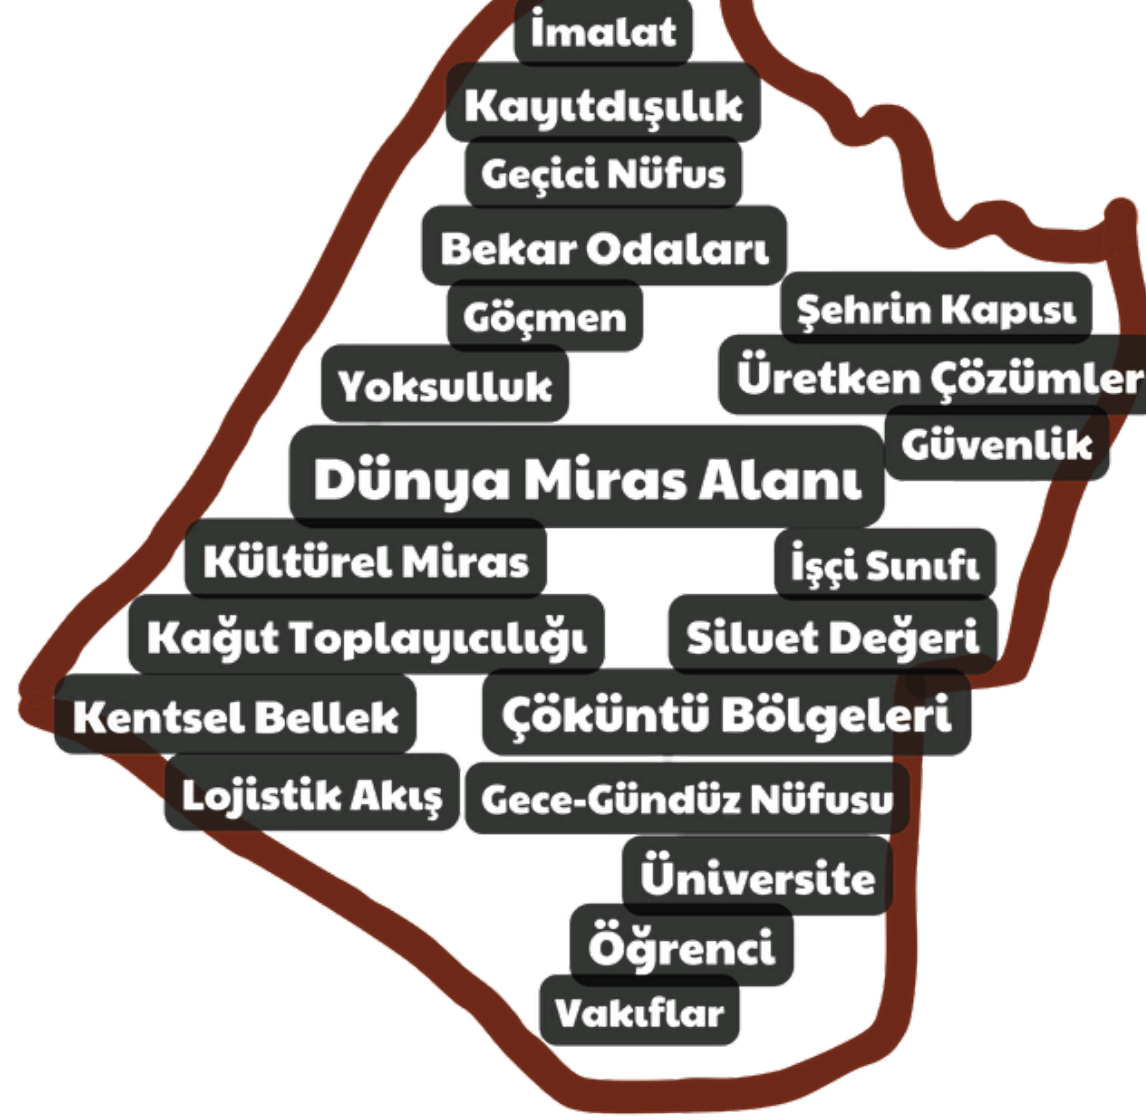 İmalat
Kayıtdışılık
Geçici Nüfus
Bekar Odaları
Göçmen
Şehrin Kapısı
Yoksulluk
Üretken Çözümler
Güvenlik
Dünya Miras Alanı
Kültürel Miras
İşçi Sınıfı
Kağıt Toplayıcılığı
Siluet Değeri
Kentsel Bellek
Çöküntü Bölgeleri
Lojistik Akış
Gece-Gündüz Nüfusu
Üniversite
Öğrenci
Vakıflar